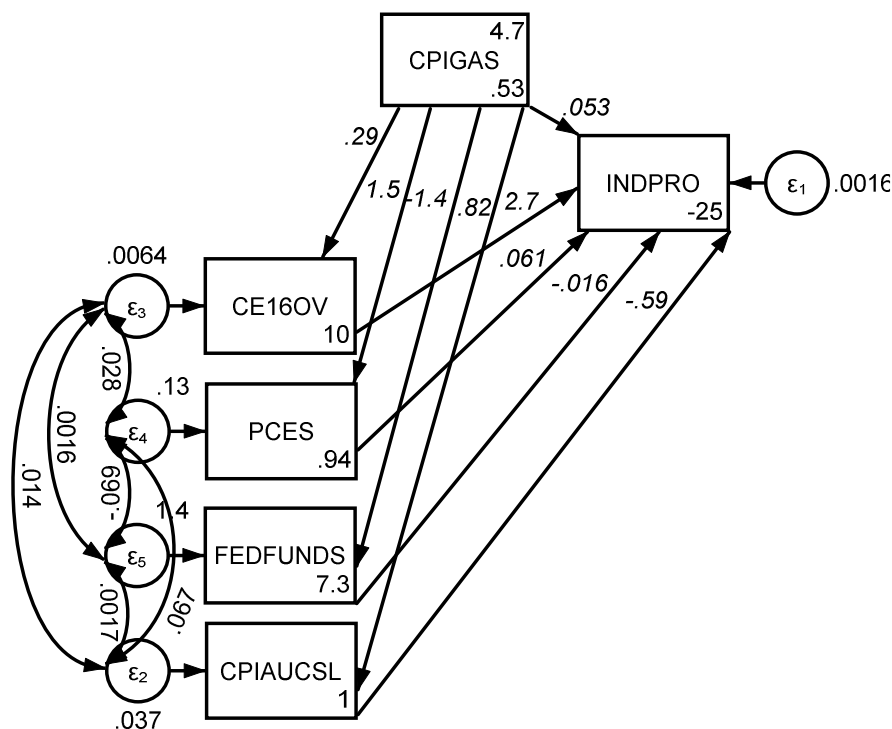 4.7
CPIGAS
.53
.053
INDPRO
-25
ε₁
.0016
.29
1.5
-1.4
.82
2.7
.061
-.016
-.59
.0064
ε₃
CE16OV
10
.028
.13
ε₄
PCES
.94
.0016
.014
-.069
1.4
ε₅
FEDFUNDS
7.3
.0017
.067
ε₂
CPIAUCSL
1
.037